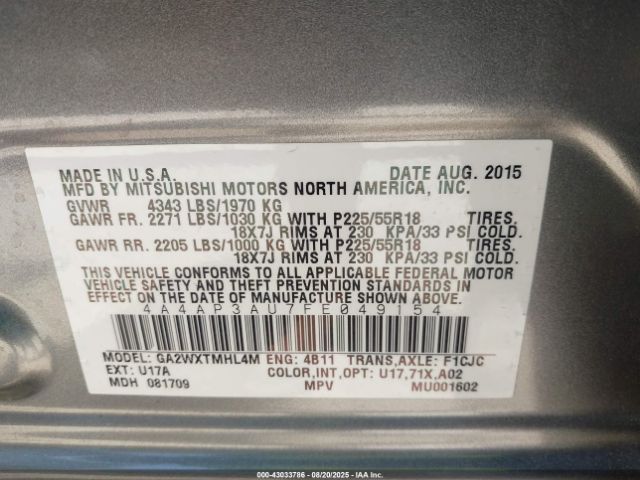 MADE IN U.S.A. DATE AUG. 2015
MFD BY MITSUBISHI MOTORS NORTH AMERICA, INC.
GVWR 4343 LBS/1970 KG
GAWR FR. 2271 LBS/1030 KG WITH P225/55R18 TIRES.
18X7J RIMS AT 230 KPA/33 PSI COLD.
GAWR RR. 2205 LBS/1000 KG WITH P225/55R18 TIRES.
18X7J RIMS AT 230 KPA/33 PSI COLD.
THIS VEHICLE CONFORMS TO ALL APPLICABLE FEDERAL MOTOR
VEHICLE SAFETY AND THEFT PREVENTION STANDARDS IN
EFFECT ON THE DATE OF MANUFACTURE SHOWN ABOVE.
4A4AP3AU7FE049154
MODEL: GA2WXTMHL4M ENG: 4B11 TRANS,AXLE: F1CJC
EXT: U17A COLOR,INT,OPT: U17,71X,A02
MDH 081709 MPV MU001602
000-43033786 - 08/20/2025 - IAA Inc.